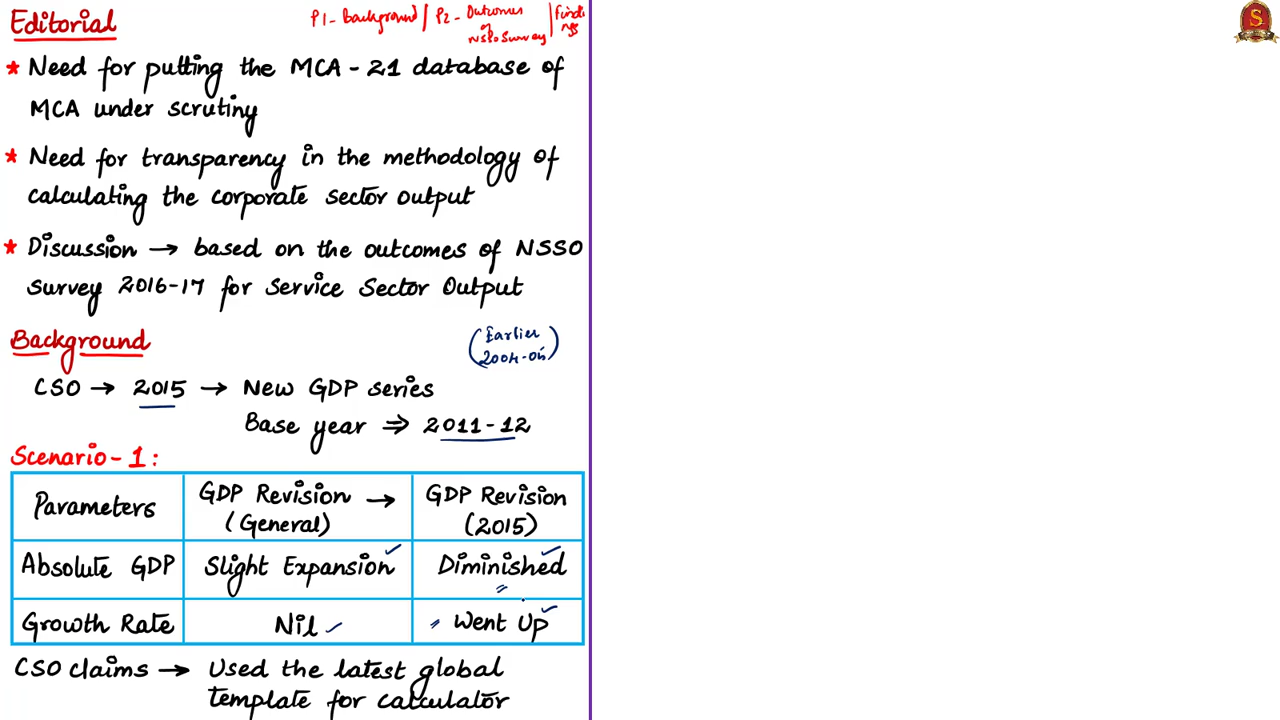 Editorial
P1 - Background / P2 - Outcomes of NSSO Survey | Findings
* Need for putting the MCA - 21 database of
MCA under scrutiny
* Need for transparency in the methodology of
calculating the corporate sector output
* Discussion → based on the outcomes of NSSO
survey 2016-17 for Service Sector Output
Background
(Earlier
2004-05)
CSO → 2015 → New GDP series
Base year ⇒ 2011-12
Scenario-1:
Parameters GDP Revision → GDP Revision
(General) (2015)
Absolute GDP Slight Expansion Diminished
Growth Rate Nil Went Up
CSO claims → Used the latest global
template for calculator
S